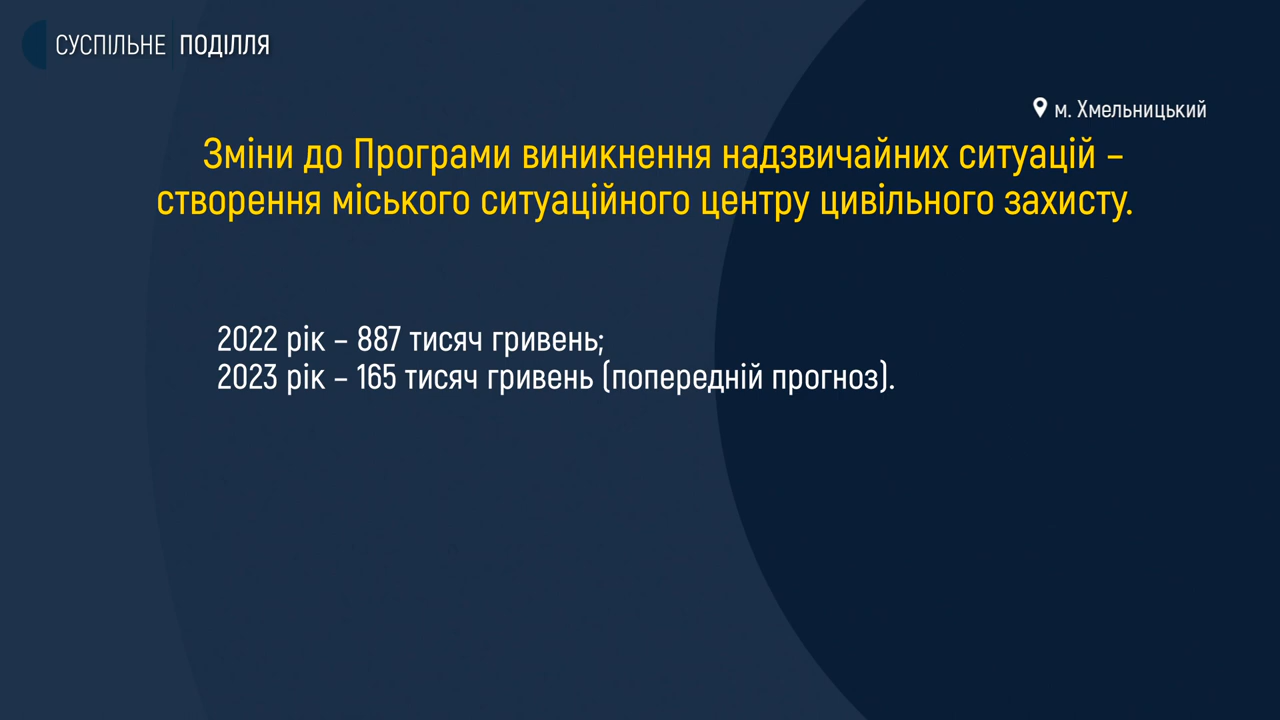 СУСПІЛЬНЕ ПОДІЛЛЯ
м. Хмельницький
Зміни до Програми виникнення надзвичайних ситуацій –
створення міського ситуаційного центру цивільного захисту.
2022 рік – 887 тисяч гривень;
2023 рік – 165 тисяч гривень (попередній прогноз).